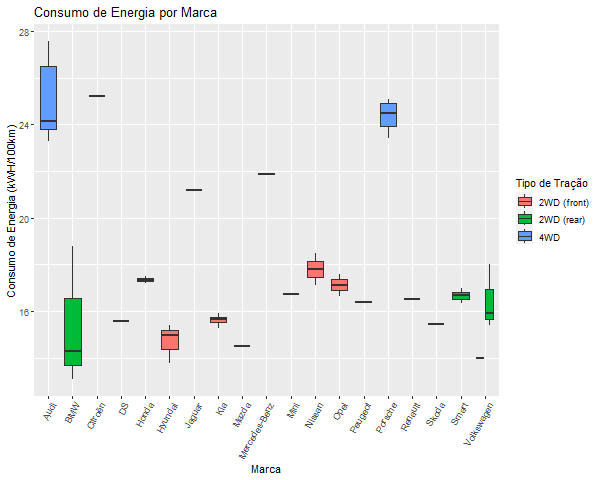 Consumo de Energia por Marca
28
24
20
16
Consumo de Energia (kWH/100km)
Audi
BMW
Citroën
DS
Honda
Hyundai
Jaguar
Kia
Mazda
Mercedes-Benz
Mini
Nissan
Opel
Peugeot
Porsche
Renault
Skoda
Smart
Volkswagen
Marca
Tipo de Tração
2WD (front)
2WD (rear)
4WD